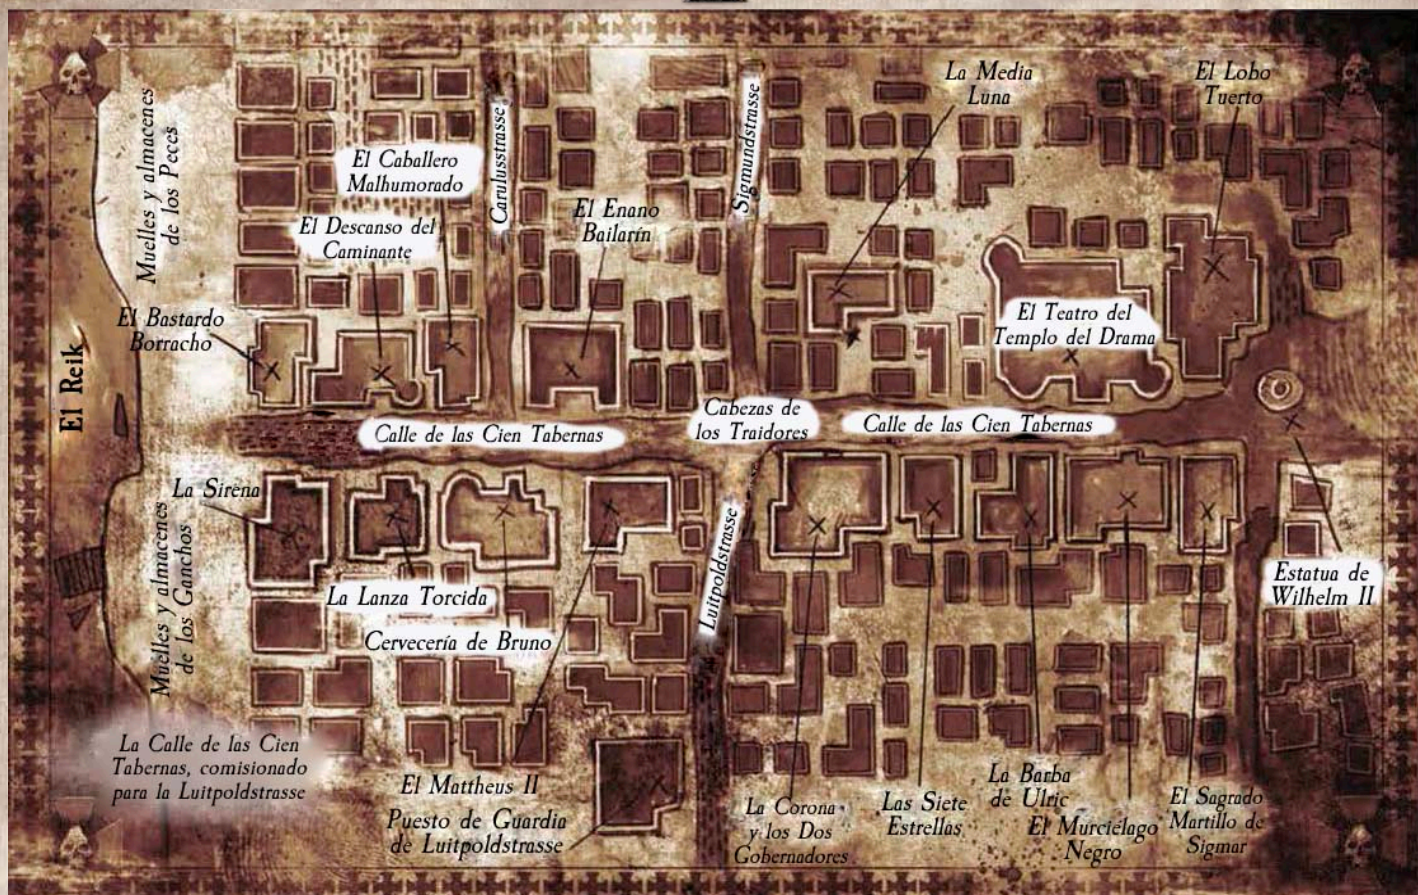 La Media
Luna
El Lobo
Tuerto
Muelles y almacenes
de los Peces
El Caballero
Malhumorado
Carulusstrasse
Sigmundstrasse
El Descanso del
Caminante
El Enano
Bailarín
El Bastardo
Borracho
El Teatro del
Templo del Drama
El Reik
Calle de las Cien Tabernas
Cabezas de
los Traidores
Calle de las Cien Tabernas
La Sirena
Muelles y almacenes
de los Ganchos
Luitpoldstrasse
La Lanza Torcida
Cervecería de Bruno
Estatua de
Wilhelm II
La Calle de las Cien
Tabernas, comisionado
para la Luitpoldstrasse
El Mattheus II
Puesto de Guardia
de Luitpoldstrasse
La Corona
y los Dos
Gobernadores
Las Siete
Estrellas
La Barba
de Ulric
El Murciélago
Negro
El Sagrado
Martillo de
Sigmar